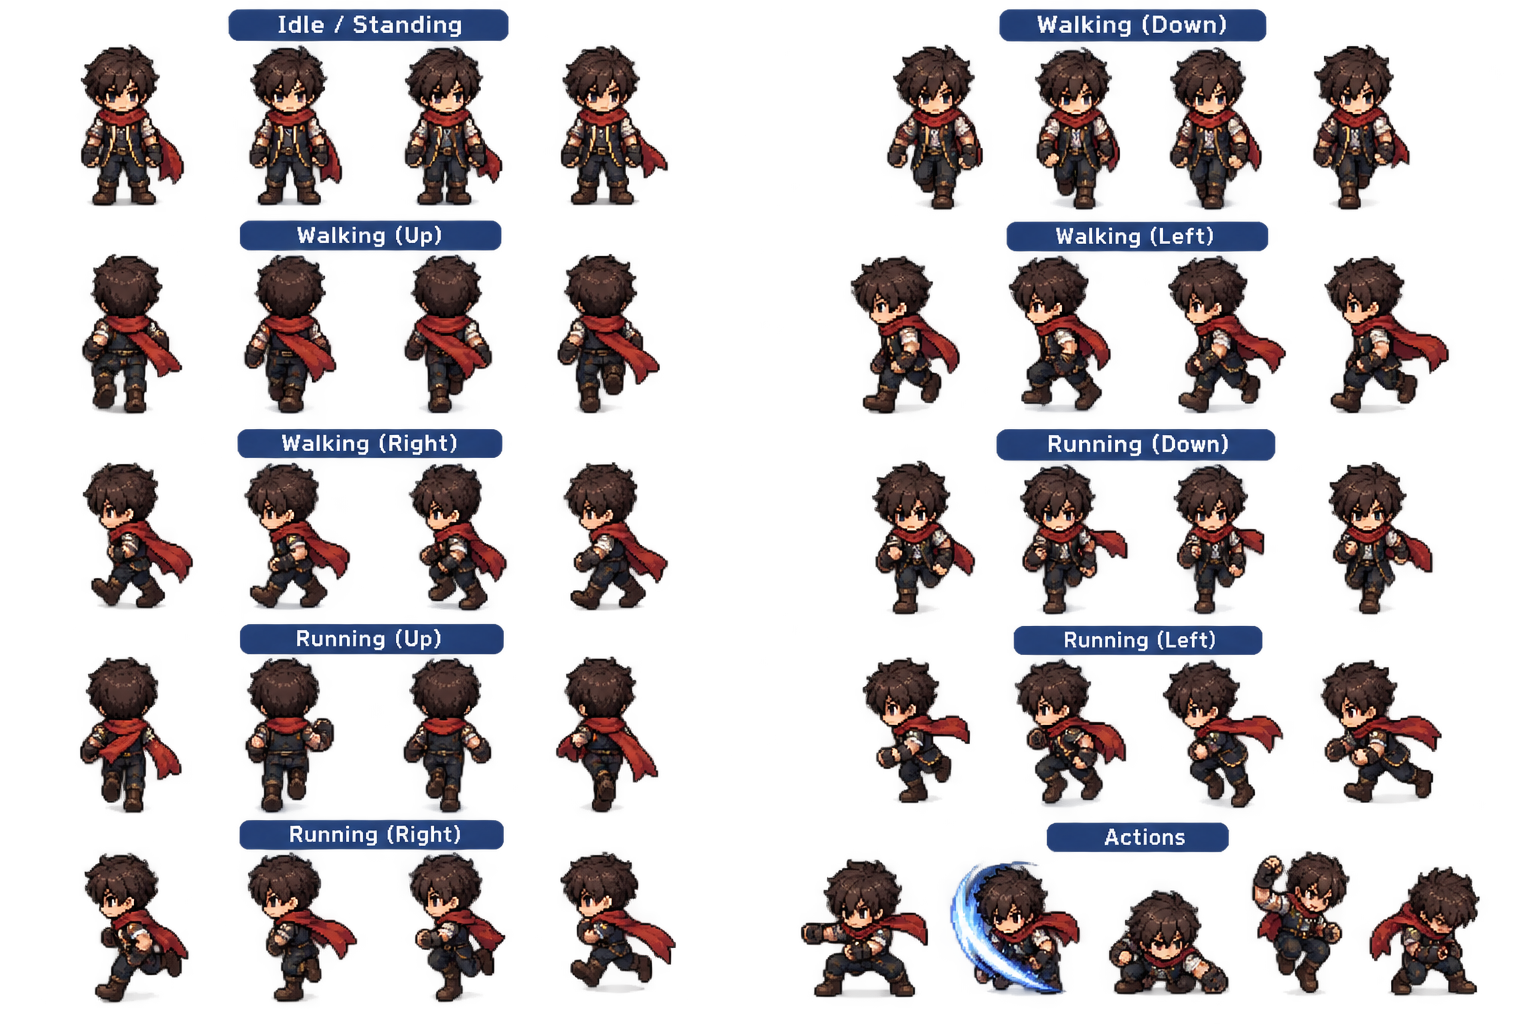 Idle / Standing
Walking (Down)
Walking (Up)
Walking (Left)
Walking (Right)
Running (Down)
Running (Up)
Running (Left)
Running (Right)
Actions